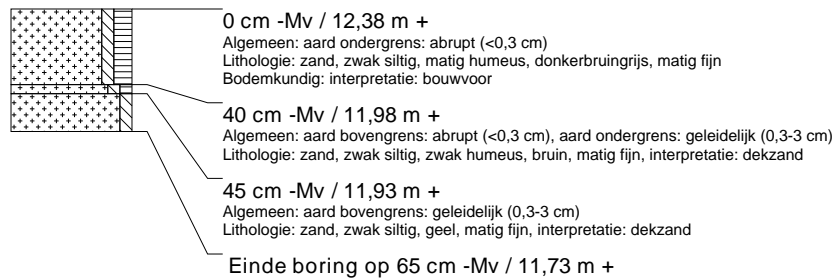 0 cm -Mv / 12,38 m +
Algemeen: aard ondergrens: abrupt (<0,3 cm)
Lithologie: zand, zwak siltig, matig humeus, donkerbruingrijs, matig fijn
Bodemkundig: interpretatie: bouwvoor
40 cm -Mv / 11,98 m +
Algemeen: aard bovengrens: abrupt (<0,3 cm), aard ondergrens: geleidelijk (0,3-3 cm)
Lithologie: zand, zwak siltig, zwak humeus, bruin, matig fijn, interpretatie: dekzand
45 cm -Mv / 11,93 m +
Algemeen: aard bovengrens: geleidelijk (0,3-3 cm)
Lithologie: zand, zwak siltig, geel, matig fijn, interpretatie: dekzand
Einde boring op 65 cm -Mv / 11,73 m +